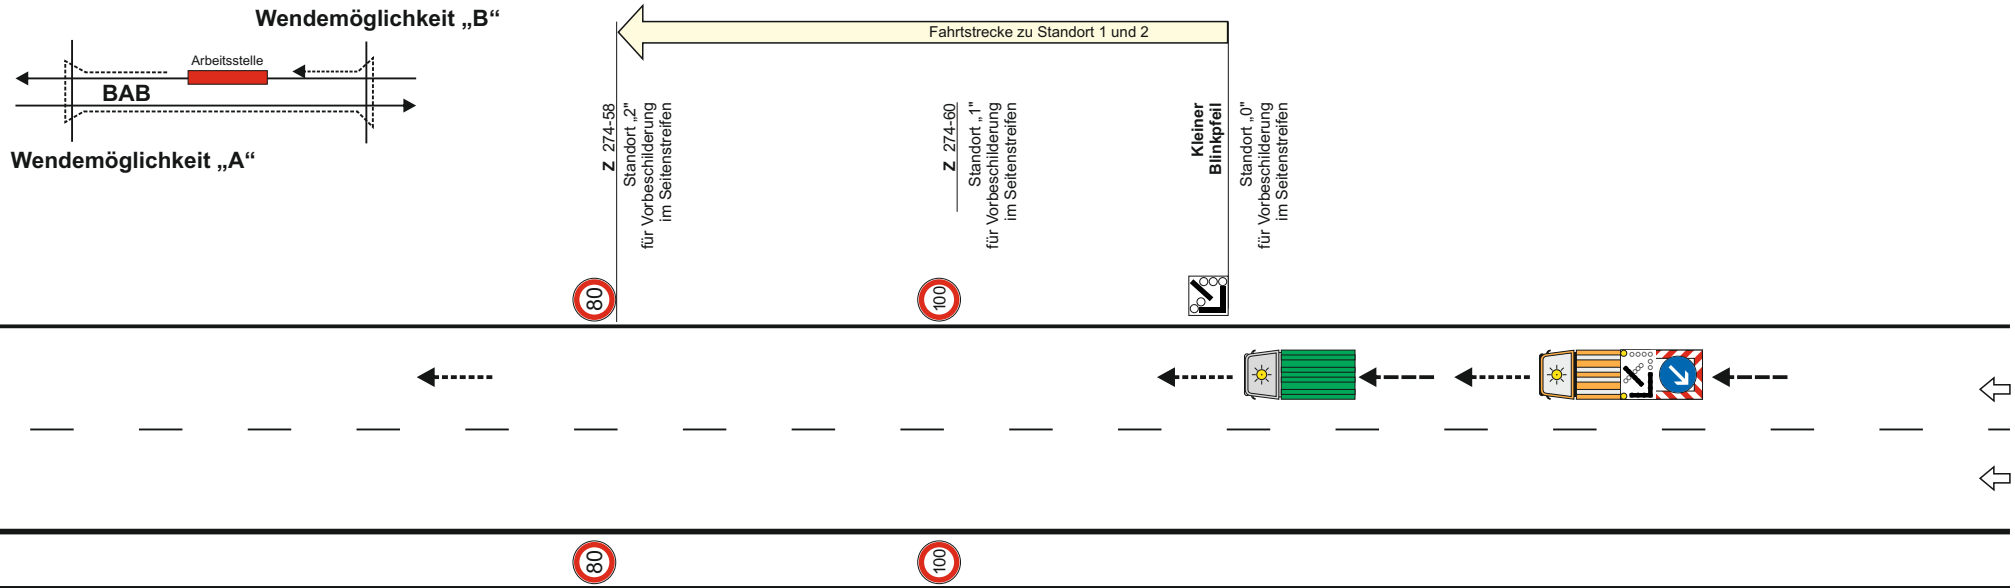 Wendemöglichkeit „B“
Arbeitsstelle
BAB
Wendemöglichkeit „A“
Fahrtstrecke zu Standort 1 und 2
Z 274-58
Standort „2"
für Vorbeschilderung
im Seitenstreifen
Z 274-60
Standort „1"
für Vorbeschilderung
im Seitenstreifen
Kleiner
Blinkpfeil
Standort „0"
für Vorbeschilderung
im Seitenstreifen
80
100
80
100